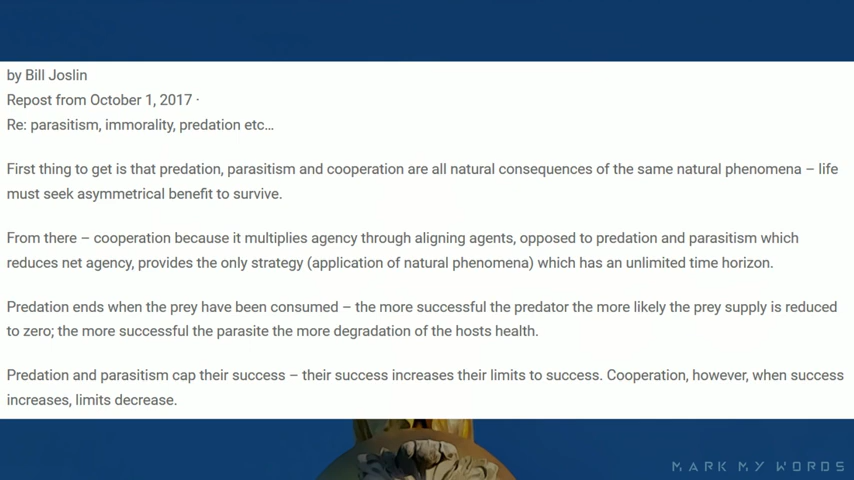 by Bill Joslin
Repost from October 1, 2017 ·
Re: parasitism, immorality, predation etc…
First thing to get is that predation, parasitism and cooperation are all natural consequences of the same natural phenomena – life
must seek asymmetrical benefit to survive.
From there – cooperation because it multiplies agency through aligning agents, opposed to predation and parasitism which
reduces net agency, provides the only strategy (application of natural phenomena) which has an unlimited time horizon.
Predation ends when the prey have been consumed – the more successful the predator the more likely the prey supply is reduced
to zero; the more successful the parasite the more degradation of the hosts health.
Predation and parasitism cap their success – their success increases their limits to success. Cooperation, however, when success
increases, limits decrease.
MARK MY WORDS